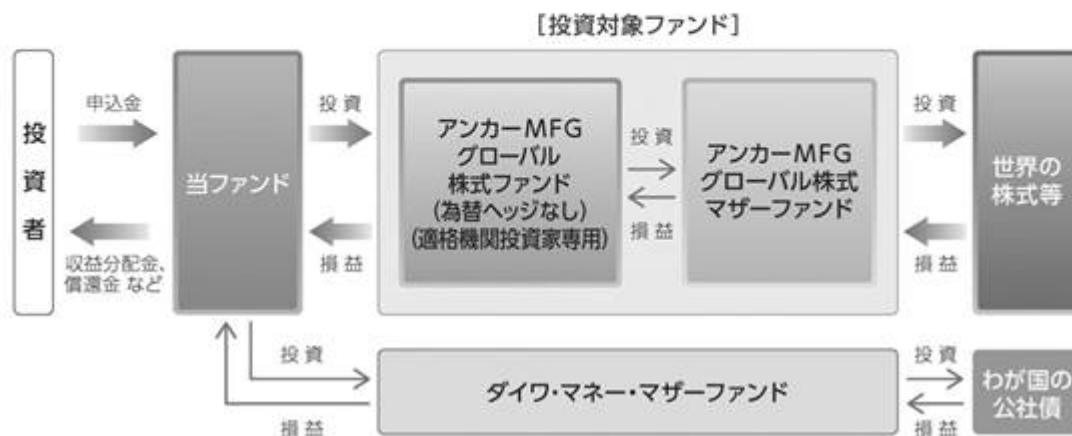 [投資対象ファンド]
投資者
申込金
収益分配金、
償還金 など
当ファンド
投資
損益
アンカーMFG
グローバル
株式ファンド
(為替ヘッジなし)
(適格機関投資家専用)
投資
損益
アンカーMFG
グローバル株式
マザーファンド
投資
損益
世界の
株式等
投資
損益
ダイワ・マネー・マザーファンド
投資
損益
わが国の
公社債